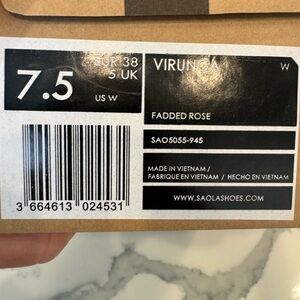 7.5
EUR 38
5 UK
US W
VIRUNGA
W
FADDED ROSE
SAO5055-945
MADE IN VIETNAM /
FABRIQUE EN VIETNAM / HECHO EN VIETNAM
WWW.SAOLASHOES.COM
3 664613 024531